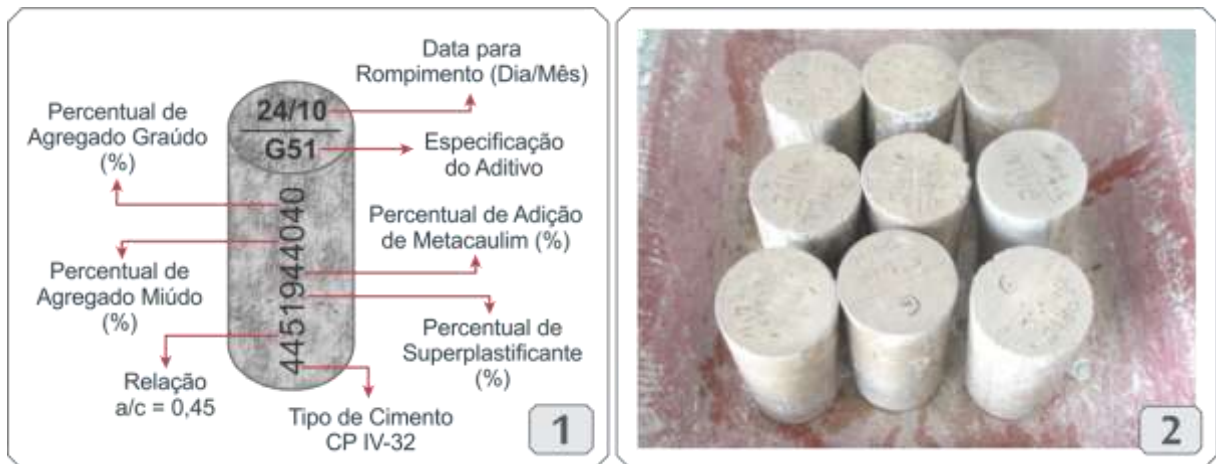 Data para
Rompimento (Dia/Mês)
Percentual de
Agregado Graúdo
(%)
24/10
G51
Especificação
do Aditivo
4451944040
Percentual de Adição
de Metacaulim (%)
Percentual de
Agregado Miúdo
(%)
Percentual de
Superplastificante
(%)
Relação
a/c = 0,45
Tipo de Cimento
CP IV-32
1
2